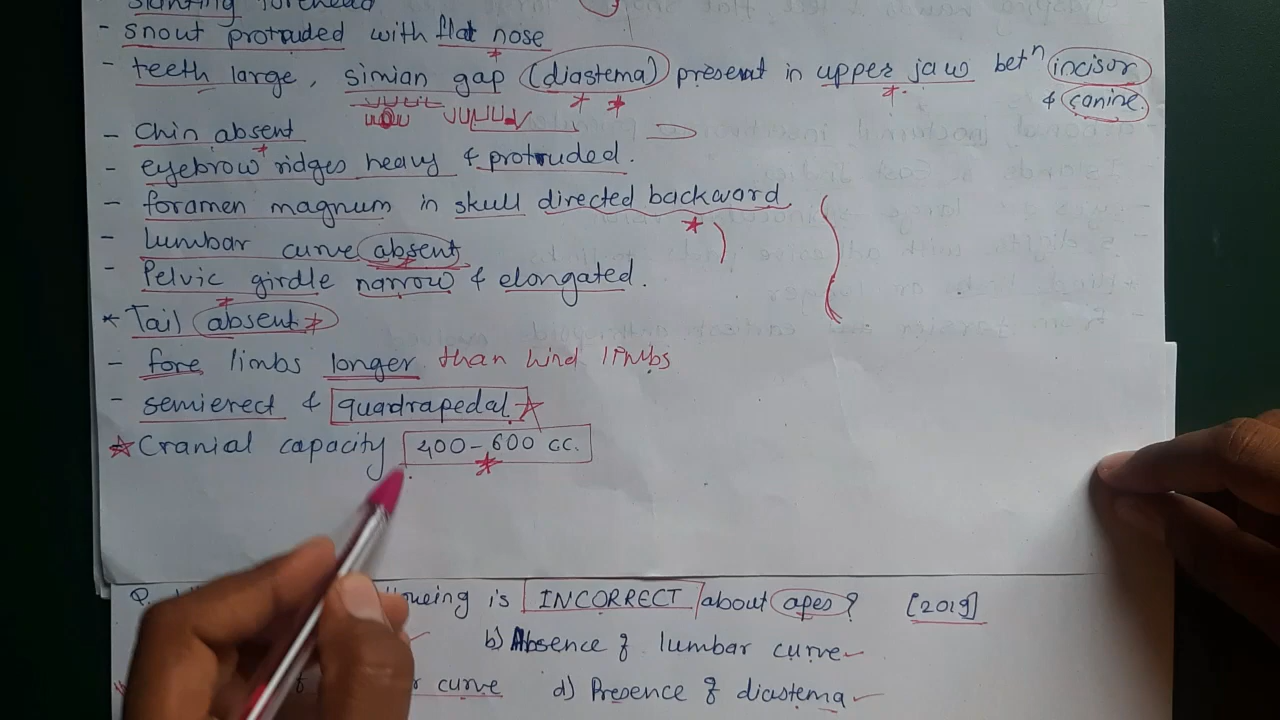 slanting forehead
- snout protruded with flat nose
- teeth large, simian gap (diastema) present in upper jaw betⁿ incisor
& canine.
- Chin absent
- eyebrow ridges heavy & protruded.
- foramen magnum in skull directed backward
- Lumbar curve absent
- Pelvic girdle narrow & elongated.
* Tail absent
- fore limbs longer than hind limbs
- semierect & quadrapedal
Cranial capacity 400-600 cc.
Q. is INCORRECT about apes? [2019]
b) Absence of lumbar curve
curve d) Presence of diastema